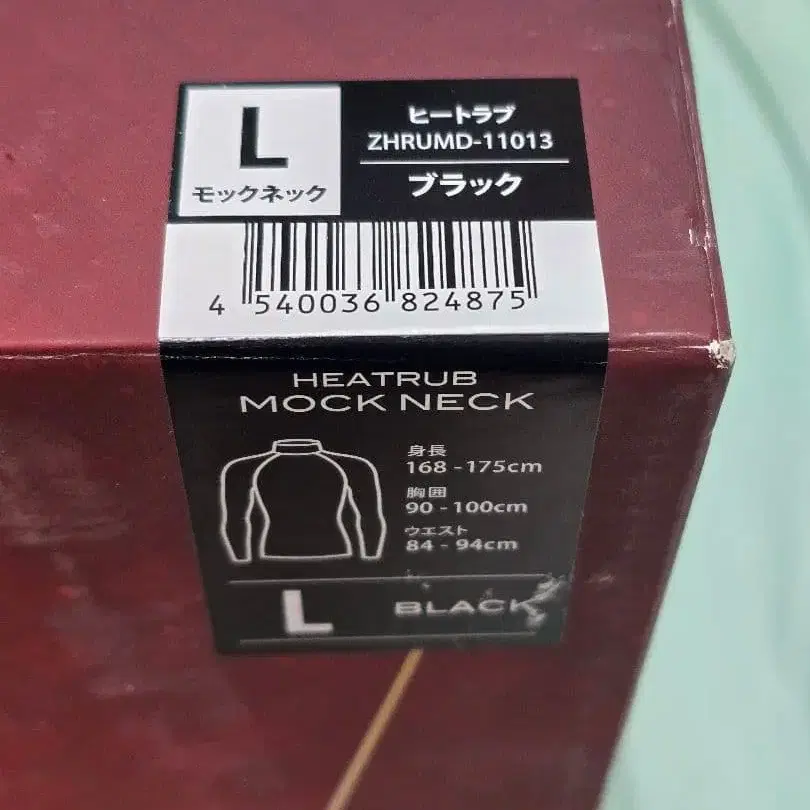 L
モックネック
ヒートラブ
ZHRUMD-11013
ブラック
4 540036 824875
HEATRUB
MOCK NECK
身長
168 - 175cm
胸囲
90 - 100cm
ウエスト
84 - 94cm
L BLACK